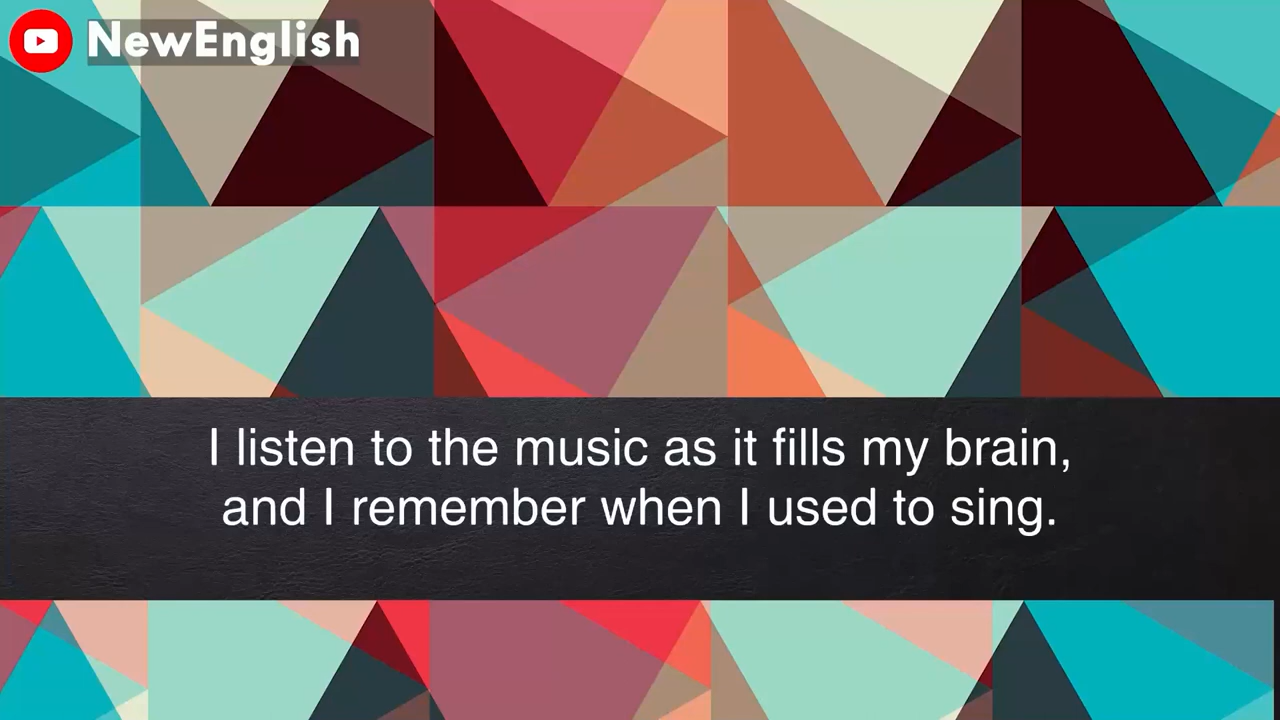 NewEnglish
I listen to the music as it fills my brain,
and I remember when I used to sing.